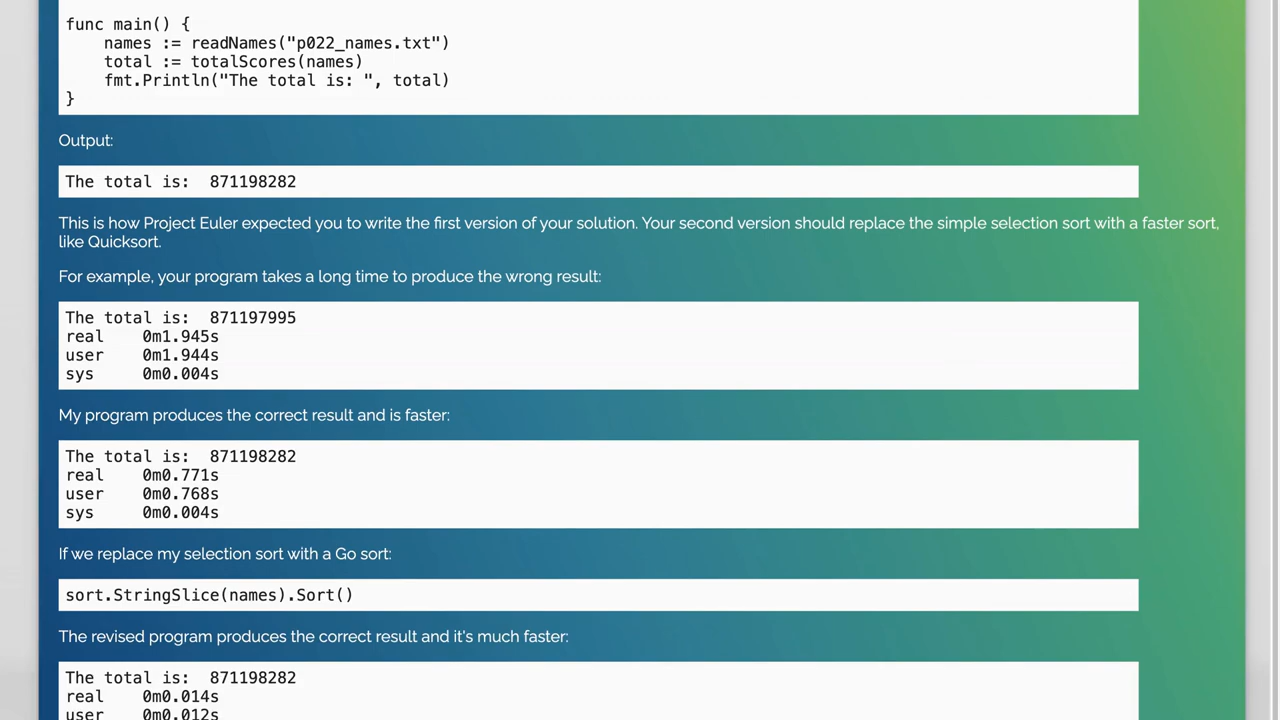 func main() {
    names := readNames("p022_names.txt")
    total := totalScores(names)
    fmt.Println("The total is: ", total)
}
Output:
The total is:  871198282
This is how Project Euler expected you to write the first version of your solution. Your second version should replace the simple selection sort with a faster sort,
like Quicksort.
For example, your program takes a long time to produce the wrong result:
The total is:  871197995
real    0m1.945s
user    0m1.944s
sys     0m0.004s
My program produces the correct result and is faster:
The total is:  871198282
real    0m0.771s
user    0m0.768s
sys     0m0.004s
If we replace my selection sort with a Go sort:
sort.StringSlice(names).Sort()
The revised program produces the correct result and it's much faster:
The total is:  871198282
real    0m0.014s
user    0m0.012s